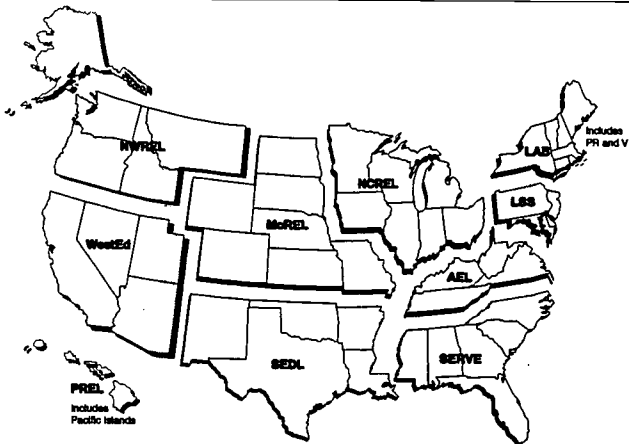 NWREL
MoREL
NCREL
LAB
Includes
PR and V
LSS
WestEd
AEL
SEDL
SERVE
PREL
Includes
Pacific Islands